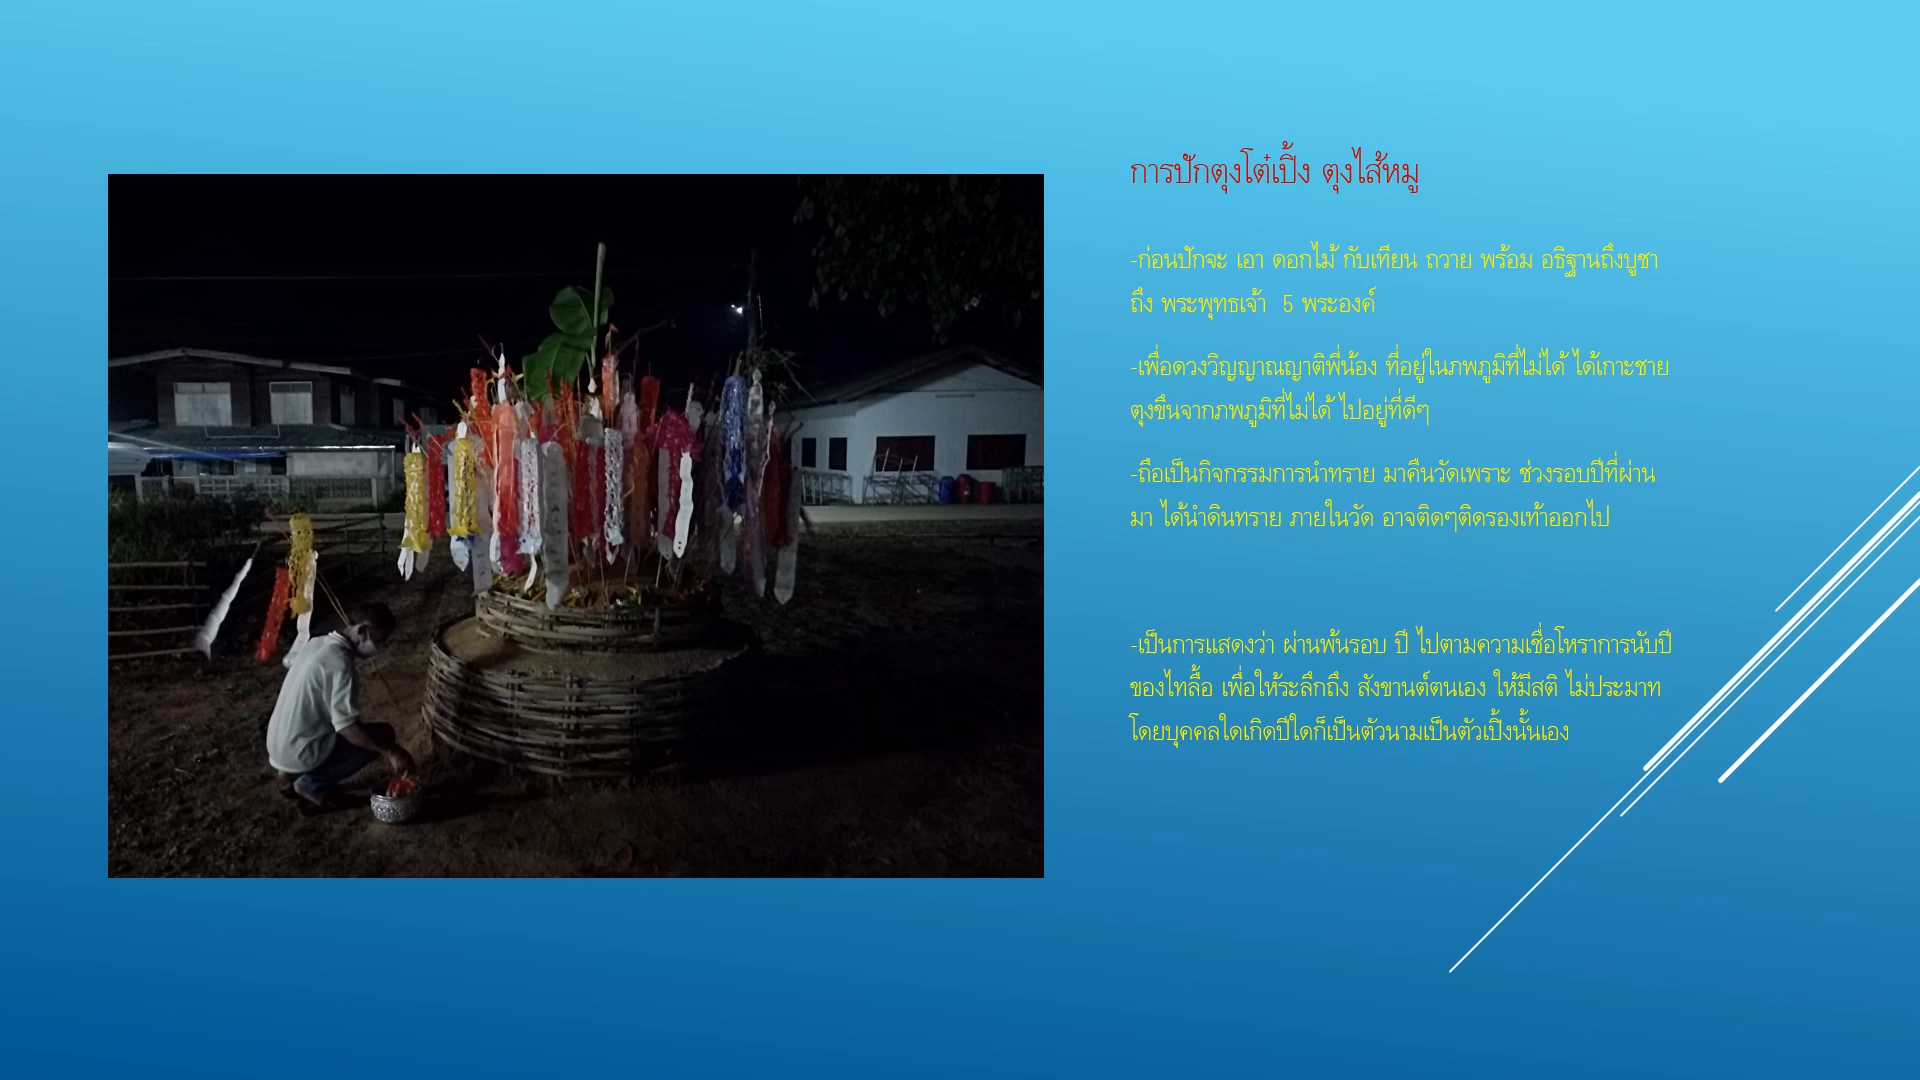 การปักตุงโต๋เปิ้ง ตุงไส้หมู
-ก่อนปักจะ เอา ดอกไม้ กับเทียน ถวาย พร้อม อธิฐานถึงบูชา
ถึง พระพุทธเจ้า 5 พระองค์
-เพื่อดวงวิญญาณญาติพี่น้อง ที่อยู่ในภพภูมิที่ไม่ได้ ได้เกาะชาย
ตุงขึ้นจากภพภูมิที่ไม่ได้ ไปอยู่ที่ดีๆ
-ถือเป็นกิจกรรมการนำทราย มาคืนวัดเพราะ ช่วงรอบปีที่ผ่าน
มา ได้นำดินทราย ภายในวัด อาจติดๆติดรองเท้าออกไป
-เป็นการแสดงว่า ผ่านพ้นรอบ ปี ไปตามความเชื่อโหราการนับปี
ของไทลื้อ เพื่อให้ระลึกถึง สังขานต์ตนเอง ให้มีสติ ไม่ประมาท
โดยบุคคลใดเกิดปีใดก็เป็นตัวนามเป็นตัวเปิ้งนั้นเอง